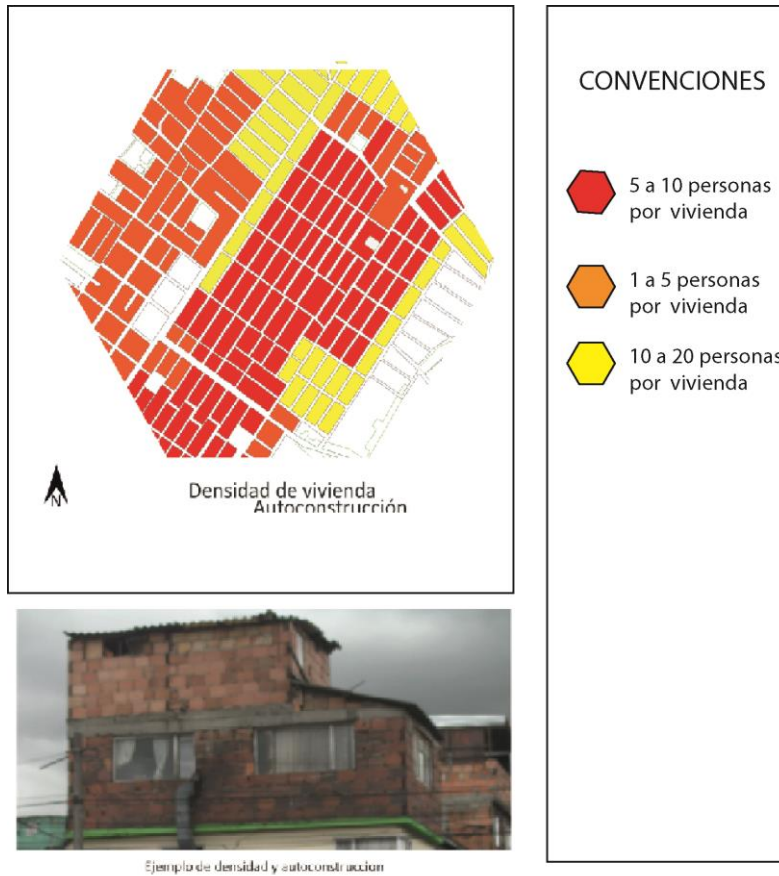 CONVENCIONES
5 a 10 personas
por vivienda
1 a 5 personas
por vivienda
10 a 20 personas
por vivienda
N
Densidad de vivienda
Autoconstrucción
Ejemplo de densidad y autoconstruccion